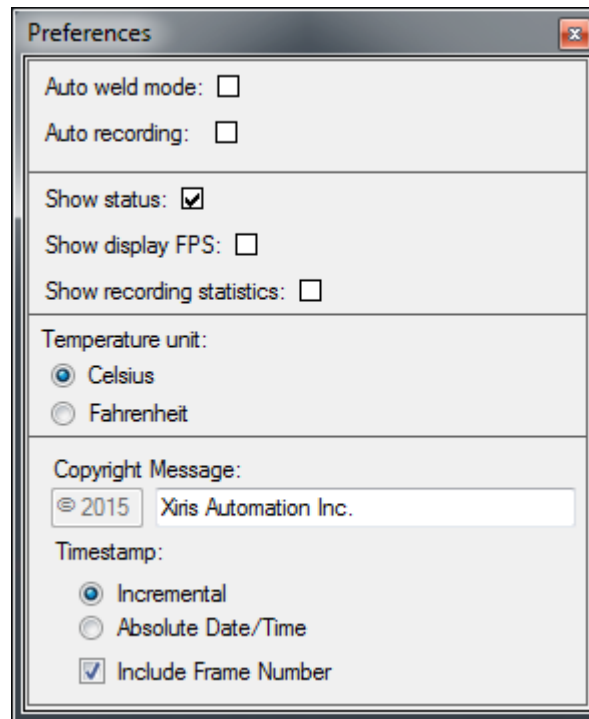 Preferences
Auto weld mode:
Auto recording:
Show status:
Show display FPS:
Show recording statistics:
Temperature unit:
Celsius
Fahrenheit
Copyright Message:
© 2015 Xiris Automation Inc.
Timestamp:
Incremental
Absolute Date/Time
Include Frame Number